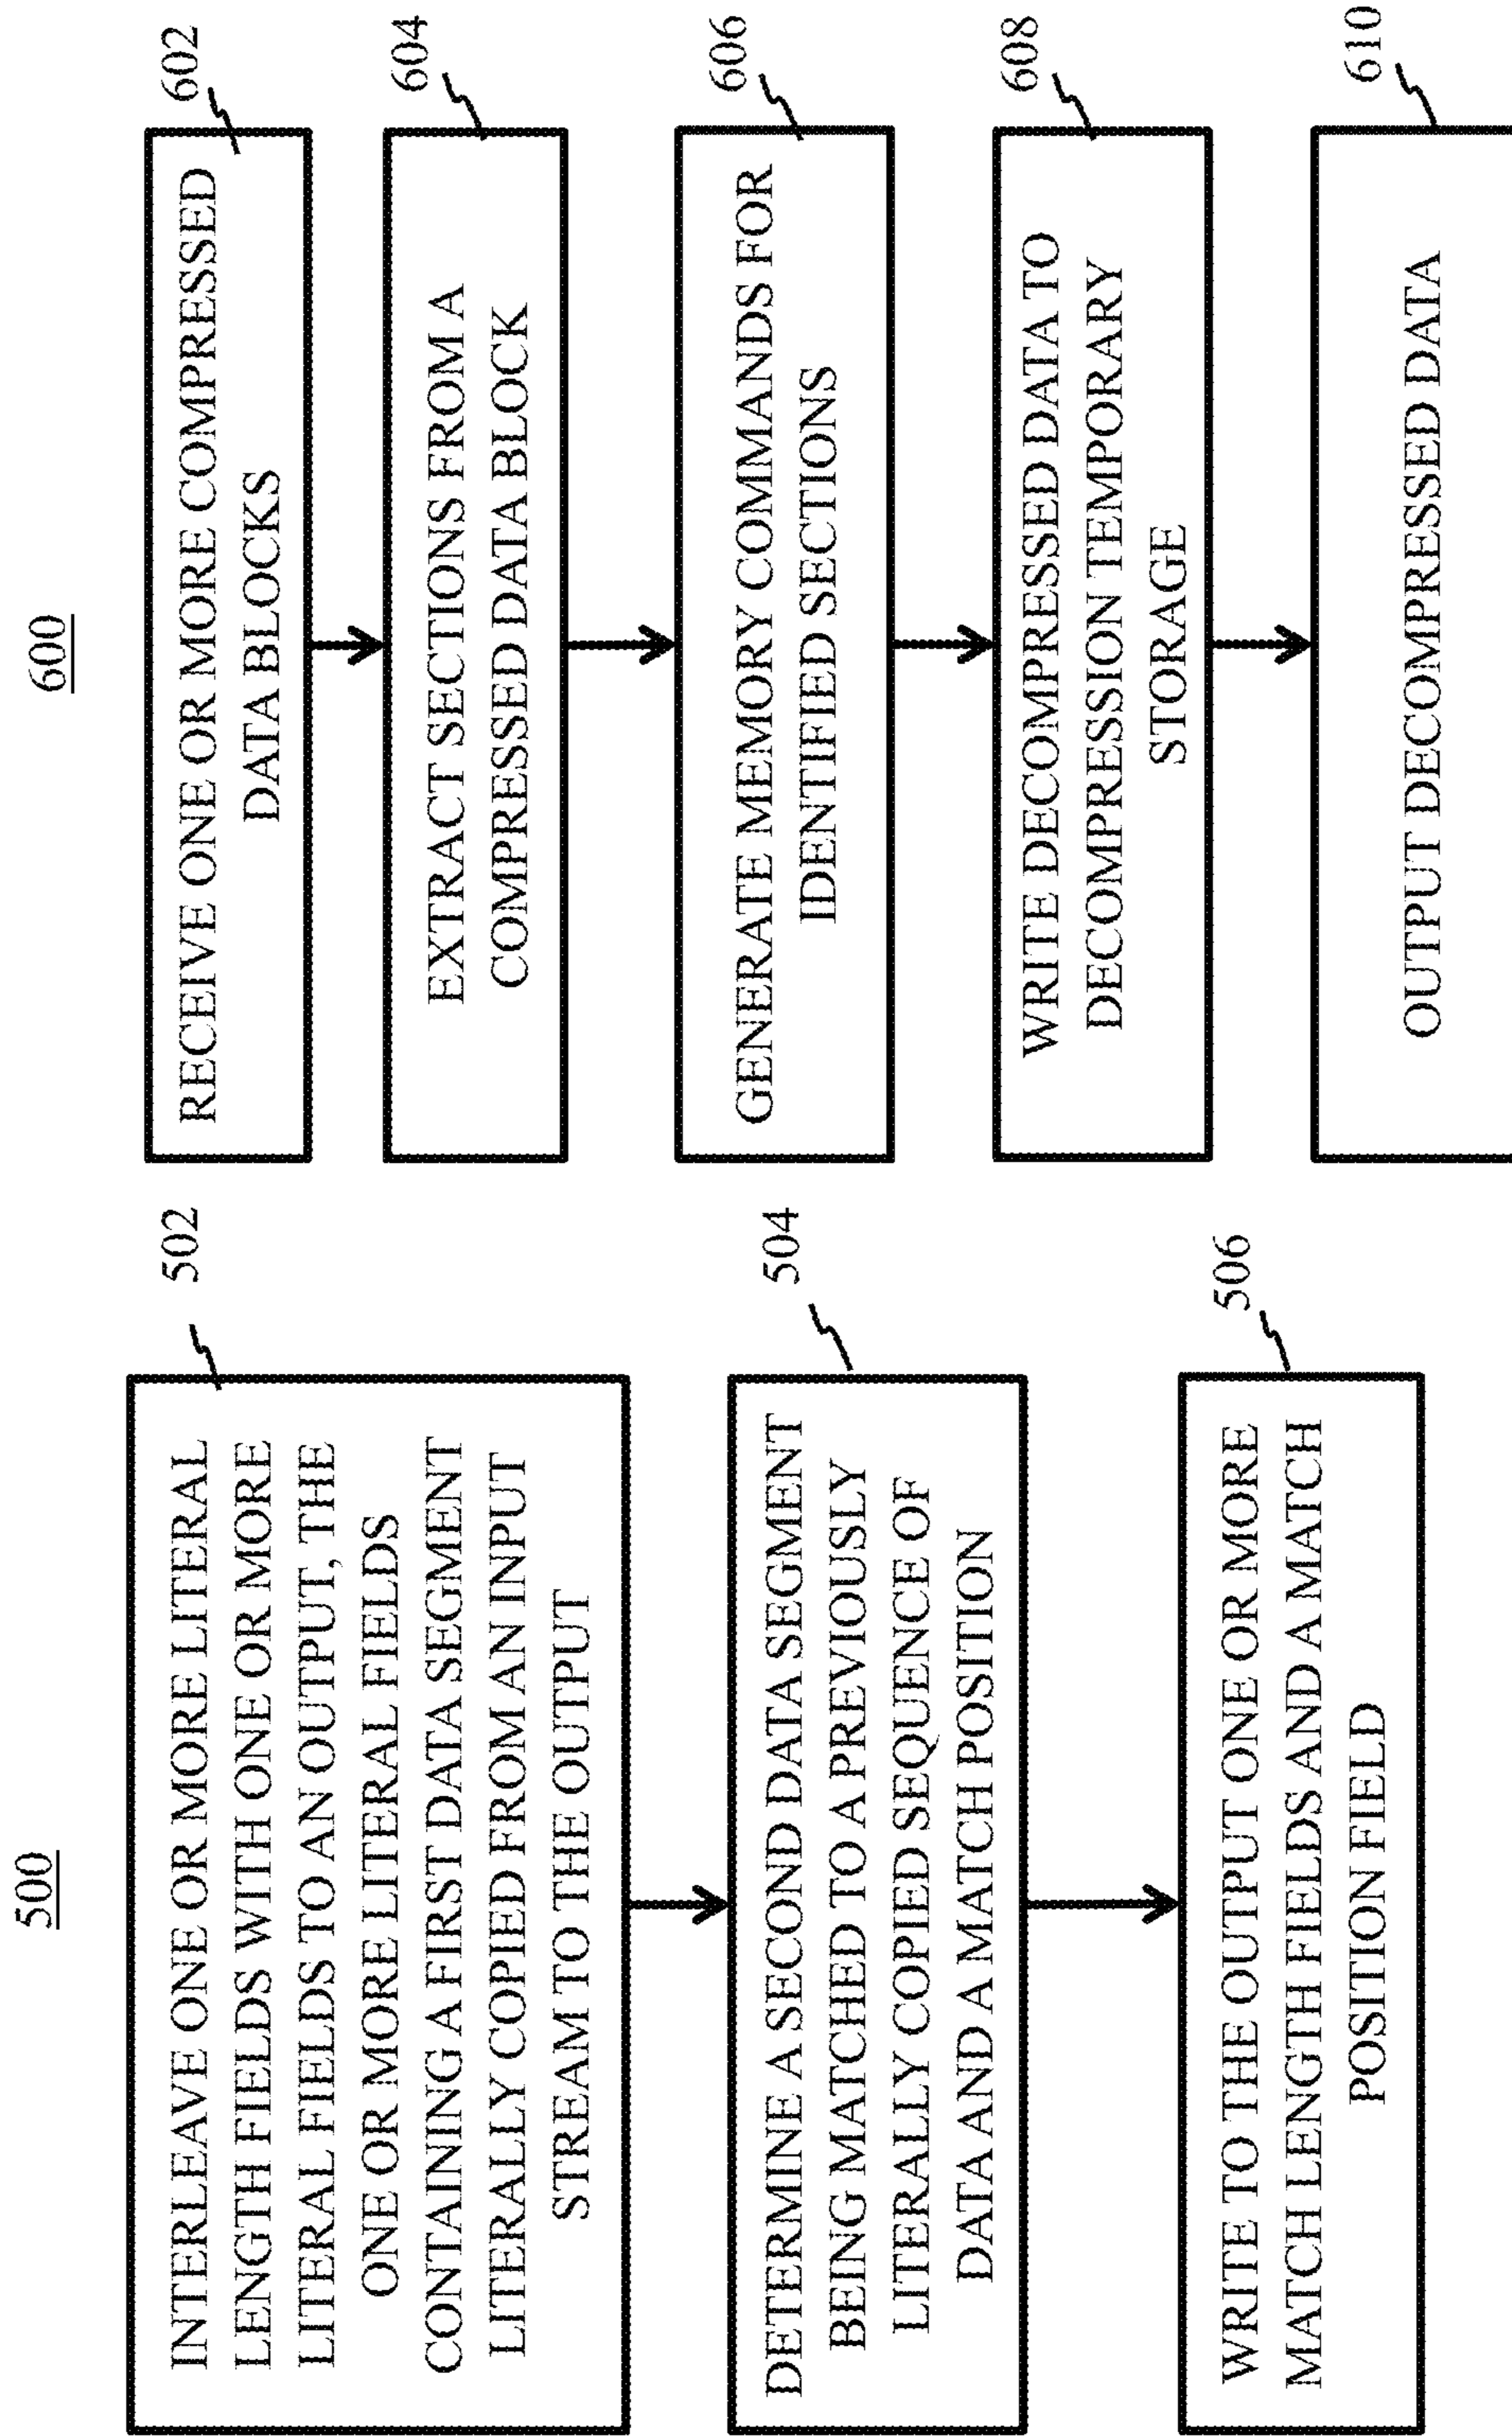 500
502
INTERLEAVE ONE OR MORE LITERAL
LENGTH FIELDS WITH ONE OR MORE
LITERAL FIELDS TO AN OUTPUT, THE
ONE OR MORE LITERAL FIELDS
CONTAINING A FIRST DATA SEGMENT
LITERALLY COPIED FROM AN INPUT
STREAM TO THE OUTPUT
504
DETERMINE A SECOND DATA SEGMENT
BEING MATCHED TO A PREVIOUSLY
LITERALLY COPIED SEQUENCE OF
DATA AND A MATCH POSITION
506
WRITE TO THE OUTPUT ONE OR MORE
MATCH LENGTH FIELDS AND A MATCH
POSITION FIELD
600
602
RECEIVE ONE OR MORE COMPRESSED
DATA BLOCKS
604
EXTRACT SECTIONS FROM A
COMPRESSED DATA BLOCK
606
GENERATE MEMORY COMMANDS FOR
IDENTIFIED SECTIONS
608
WRITE DECOMPRESSED DATA TO
DECOMPRESSION TEMPORARY
STORAGE
610
OUTPUT DECOMPRESSED DATA